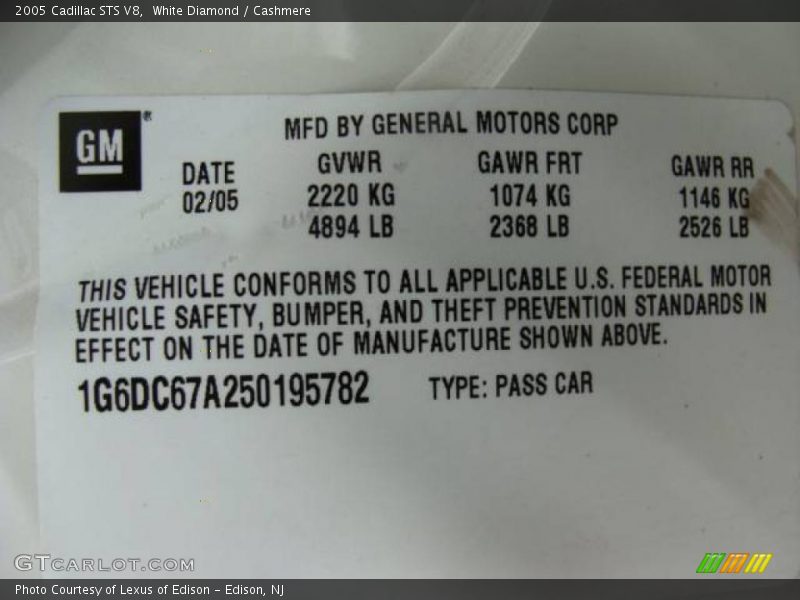 2005 Cadillac STS V8,  White Diamond / Cashmere
GM®
MFD BY GENERAL MOTORS CORP
DATE GVWR GAWR FRT GAWR RR
02/05 2220 KG 1074 KG 1146 KG
4894 LB 2368 LB 2526 LB
THIS VEHICLE CONFORMS TO ALL APPLICABLE U.S. FEDERAL MOTOR
VEHICLE SAFETY, BUMPER, AND THEFT PREVENTION STANDARDS IN
EFFECT ON THE DATE OF MANUFACTURE SHOWN ABOVE.
1G6DC67A250195782 TYPE: PASS CAR
GTCARLOT.COM
Photo Courtesy of Lexus of Edison – Edison, NJ